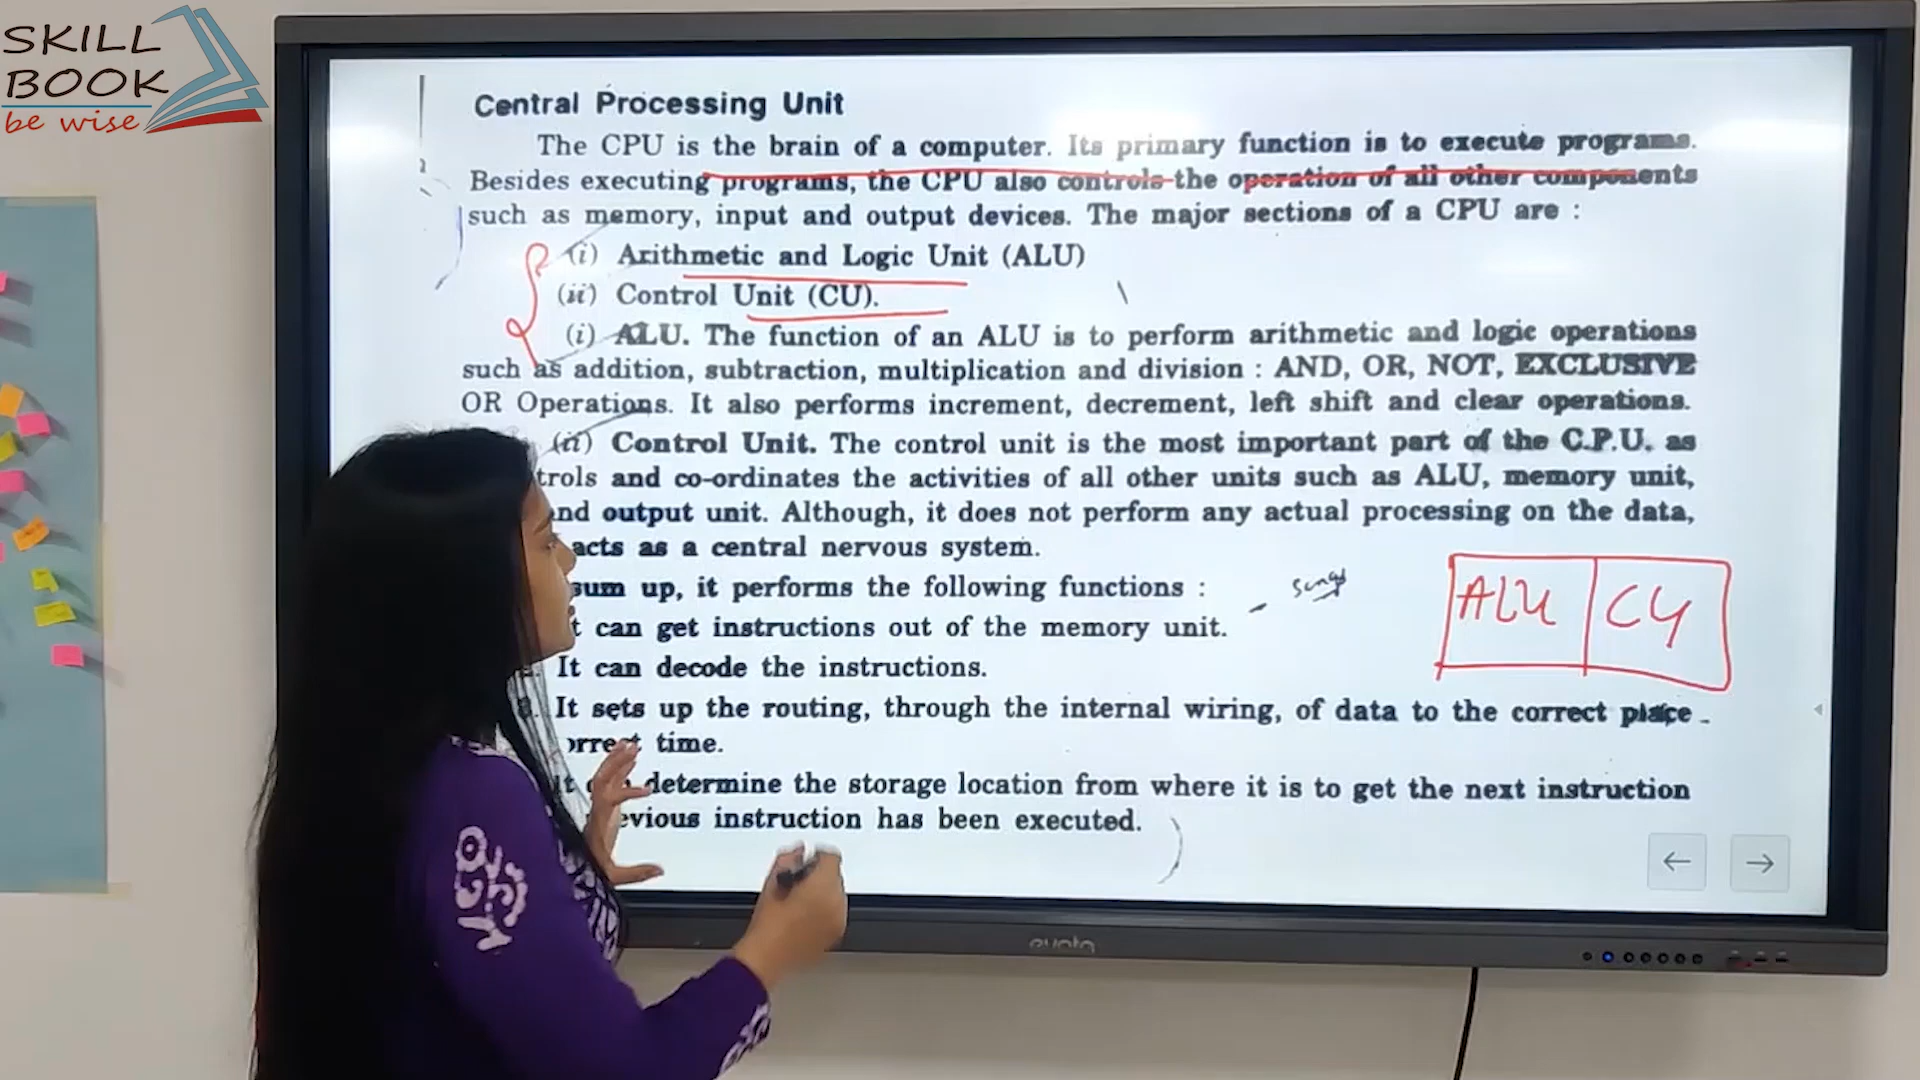 SKILL
BOOK
be wise
Central Processing Unit
The CPU is the brain of a computer. Its primary function is to execute programs.
Besides executing programs, the CPU also controls the operation of all other components
such as memory, input and output devices. The major sections of a CPU are :
(i) Arithmetic and Logic Unit (ALU)
(ii) Control Unit (CU).
(i) ALU. The function of an ALU is to perform arithmetic and logic operations
such as addition, subtraction, multiplication and division : AND, OR, NOT, EXCLUSIVE
OR Operations. It also performs increment, decrement, left shift and clear operations.
(ii) Control Unit. The control unit is the most important part of the C.P.U. as
trols and co-ordinates the activities of all other units such as ALU, memory unit,
nd output unit. Although, it does not perform any actual processing on the data,
acts as a central nervous system.
sum up, it performs the following functions :
t can get instructions out of the memory unit.
It can decode the instructions.
It sets up the routing, through the internal wiring, of data to the correct place
orrect time.
determine the storage location from where it is to get the next instruction
evious instruction has been executed.
ALU CU